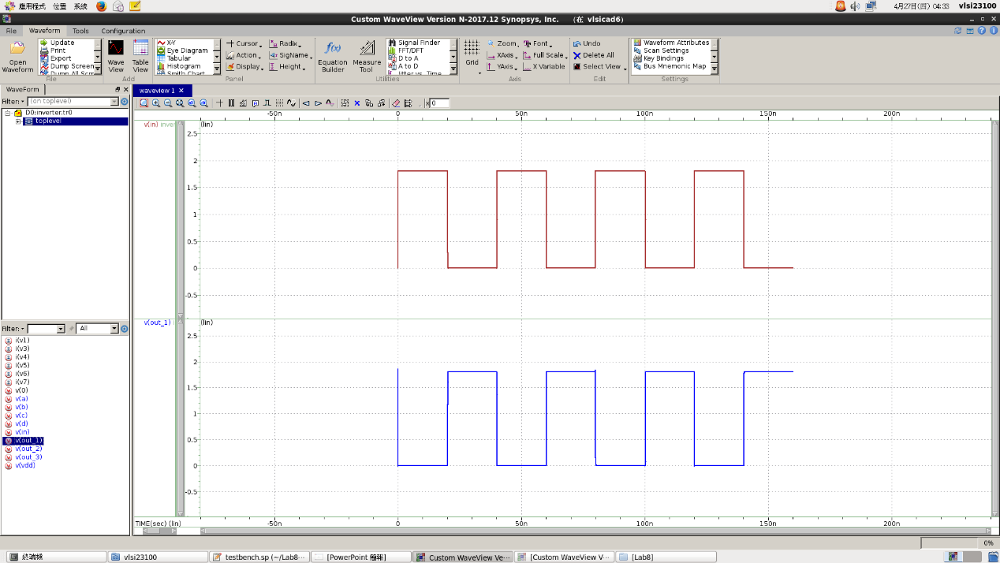 應用程式 位置 系統 4月27日(四) 04:33 vlsi23100
Custom WaveView Version N-2017.12 Synopsys, Inc. (在 vlsicad6)
File Waveform Tools Configuration
Open Waveform
Update
Print
Export
Dump Screen
Dump All Scr
File
Wave View
Table View
Add
X-Y
Eye Diagram
Tabular
Histogram
Smith Chart
Cursor
Action
Display
Radix
SigName
Height
Panel
Equation Builder
Measure Tool
Signal Finder
FFT/DFT
D to A
A to D
Jitter vs. Time
Utilities
Grid
Zoom
XAxis
YAxis
Font
Full Scale
X Variable
Axis
Undo
Delete All
Select View
Edit
Waveform Attributes
Scan Settings
Key Bindings
Bus Mnemonic Map
Settings
WaveForm
Filter: (on toplevel)
D0:inverter.tr0
toplevel
Filter: All
i(v1)
i(v3)
i(v4)
i(v5)
i(v6)
i(v7)
v(0)
v(a)
v(b)
v(c)
v(d)
v(in)
v(out_1)
v(out_2)
v(out_3)
v(vdd)
waveview 1
x 0
-50n 0 50n 100n 150n 200n
v(in) inver (lin)
2.5
2
1.5
1
0.5
0
-0.5
v(out_1) i (lin)
2.5
2
1.5
1
0.5
0
-0.5
TIME(sec) (lin) -50n 0 50n 100n 150n 200n
0%
終端機 vlsi23100 testbench.sp (~/Lab8··· [PowerPoint 簡報] Custom WaveView Ve··· [Custom WaveView V··· [Lab8]